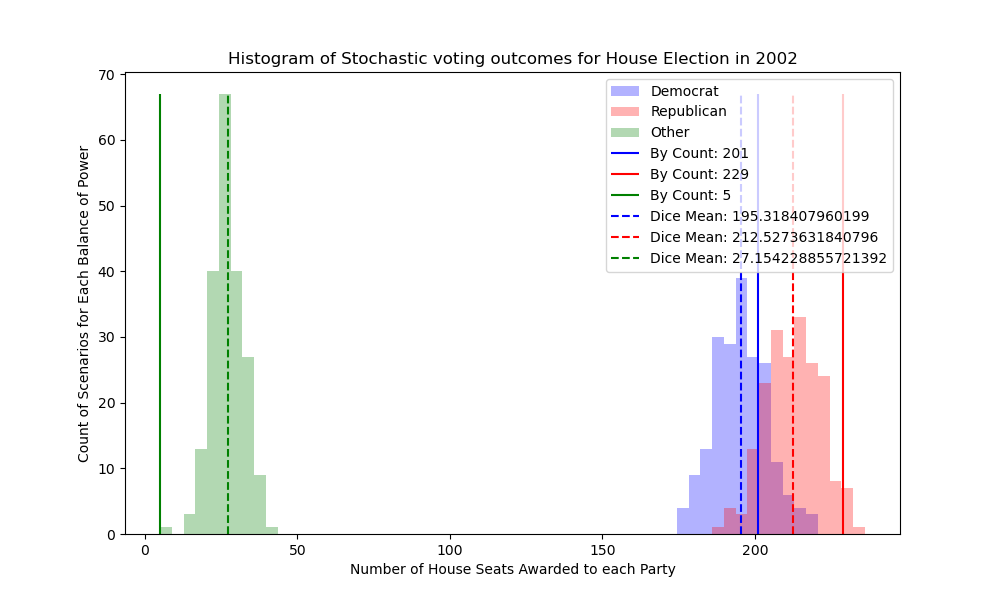 Histogram of Stochastic voting outcomes for House Election in 2002
Count of Scenarios for Each Balance of Power
70
60
50
40
30
20
10
0
Democrat
Republican
Other
By Count: 201
By Count: 229
By Count: 5
Dice Mean: 195.318407960199
Dice Mean: 212.5273631840796
Dice Mean: 27.154228855721392
0 50 100 150 200
Number of House Seats Awarded to each Party